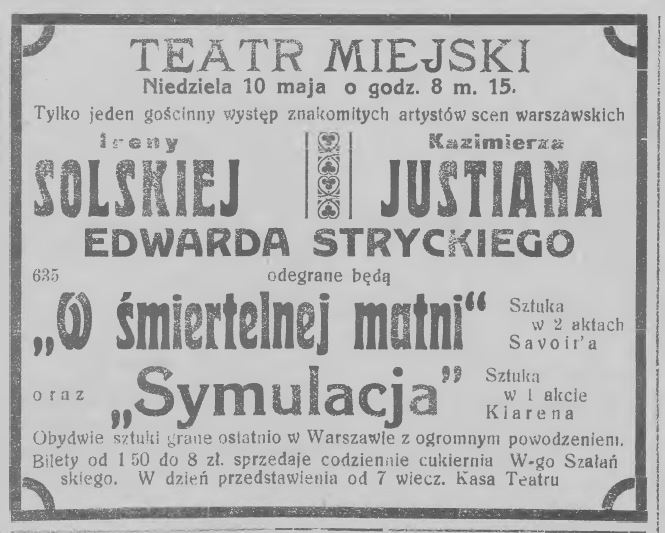 TEATR MIEJSKI
Niedziela 10 maja o godz. 8 m. 15.
Tylko jeden gościnny występ znakomitych artystów scen warszawskich
Ireny Kazimierza
SOLSKIEJ JUSTIANA
EDWARDA STRYCKIEGO
635 odegrane będą
„W śmiertelnej matni“ Sztuka
w 2 aktach
Savoir'a
oraz „Symulacja” Sztuka
w 1 akcie
Kiarena
Obydwie sztuki grane ostatnio w Warszawie z ogromnym powodzeniem.
Bilety od 1 50 do 8 zł. sprzedaje codziennie cukiernia W-go Szałań
skiego. W dzień przedstawienia od 7 wiecz. Kasa Teatru